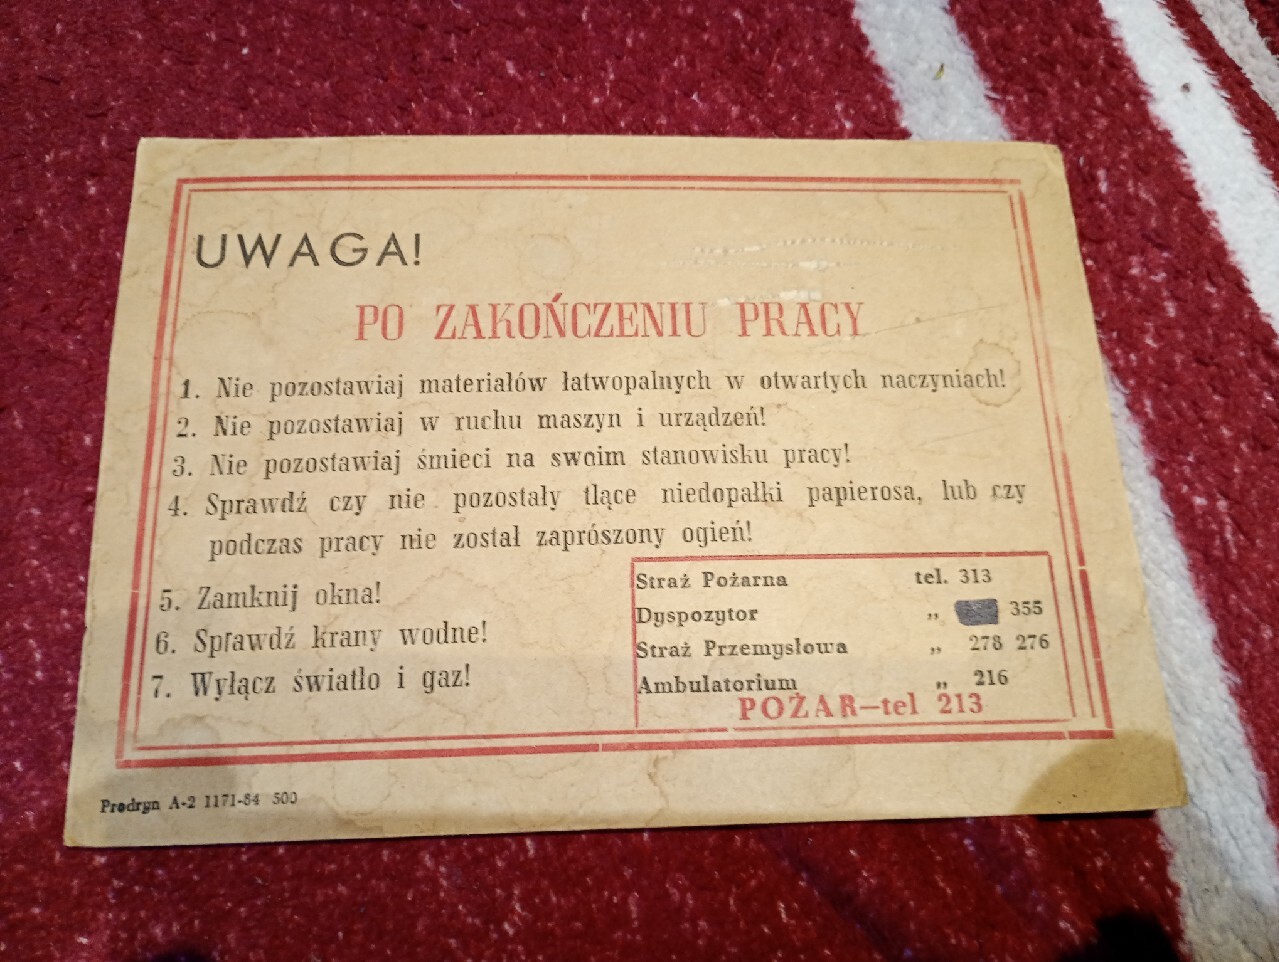 UWAGA!
PO ZAKOŃCZENIU PRACY
1. Nie pozostawiaj materiałów łatwopalnych w otwartych naczyniach!
2. Nie pozostawiaj w ruchu maszyn i urządzeń!
3. Nie pozostawiaj śmieci na swoim stanowisku pracy!
4. Sprawdź czy nie pozostały tlące niedopałki papierosa, lub czy
podczas pracy nie został zaprószony ogień!
5. Zamknij okna!
6. Sprawdź krany wodne!
7. Wyłącz światło i gaz!
Straż Pożarna tel. 313
Dyspozytor „ 355
Straż Przemysłowa „ 278 276
Ambulatorium „ 216
POŻAR—tel 213
Prodryn A-2 1171-84 500